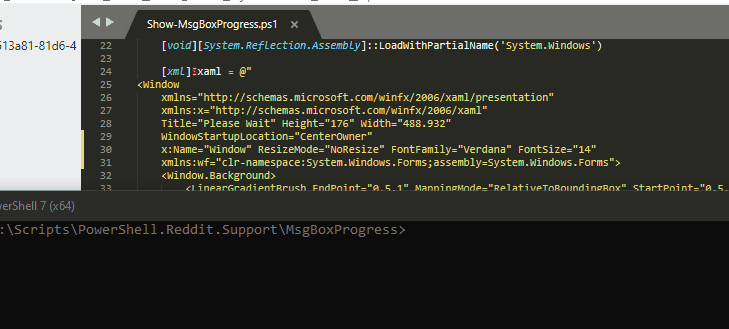 Show-MsgBoxProgress.ps1 ×
513a81-81d6-4
22 [void][System.Reflection.Assembly]::LoadWithPartialName('System.Windows')
23
24 [xml]$xaml = @"
25 <Window
26 xmlns="http://schemas.microsoft.com/winfx/2006/xaml/presentation"
27 xmlns:x="http://schemas.microsoft.com/winfx/2006/xaml"
28 Title="Please Wait" Height="176" Width="488.932"
29 WindowStartupLocation="CenterOwner"
30 x:Name="Window" ResizeMode="NoResize" FontFamily="Verdana" FontSize="14"
31 xmlns:wf="clr-namespace:System.Windows.Forms;assembly=System.Windows.Forms">
32 <Window.Background>
33 <LinearGradientBrush EndPoint="0.5,1" MappingMode="RelativeToBoundingBox" StartPoint="0.5,
werShell 7 (x64)
:\Scripts\PowerShell.Reddit.Support\MsgBoxProgress>